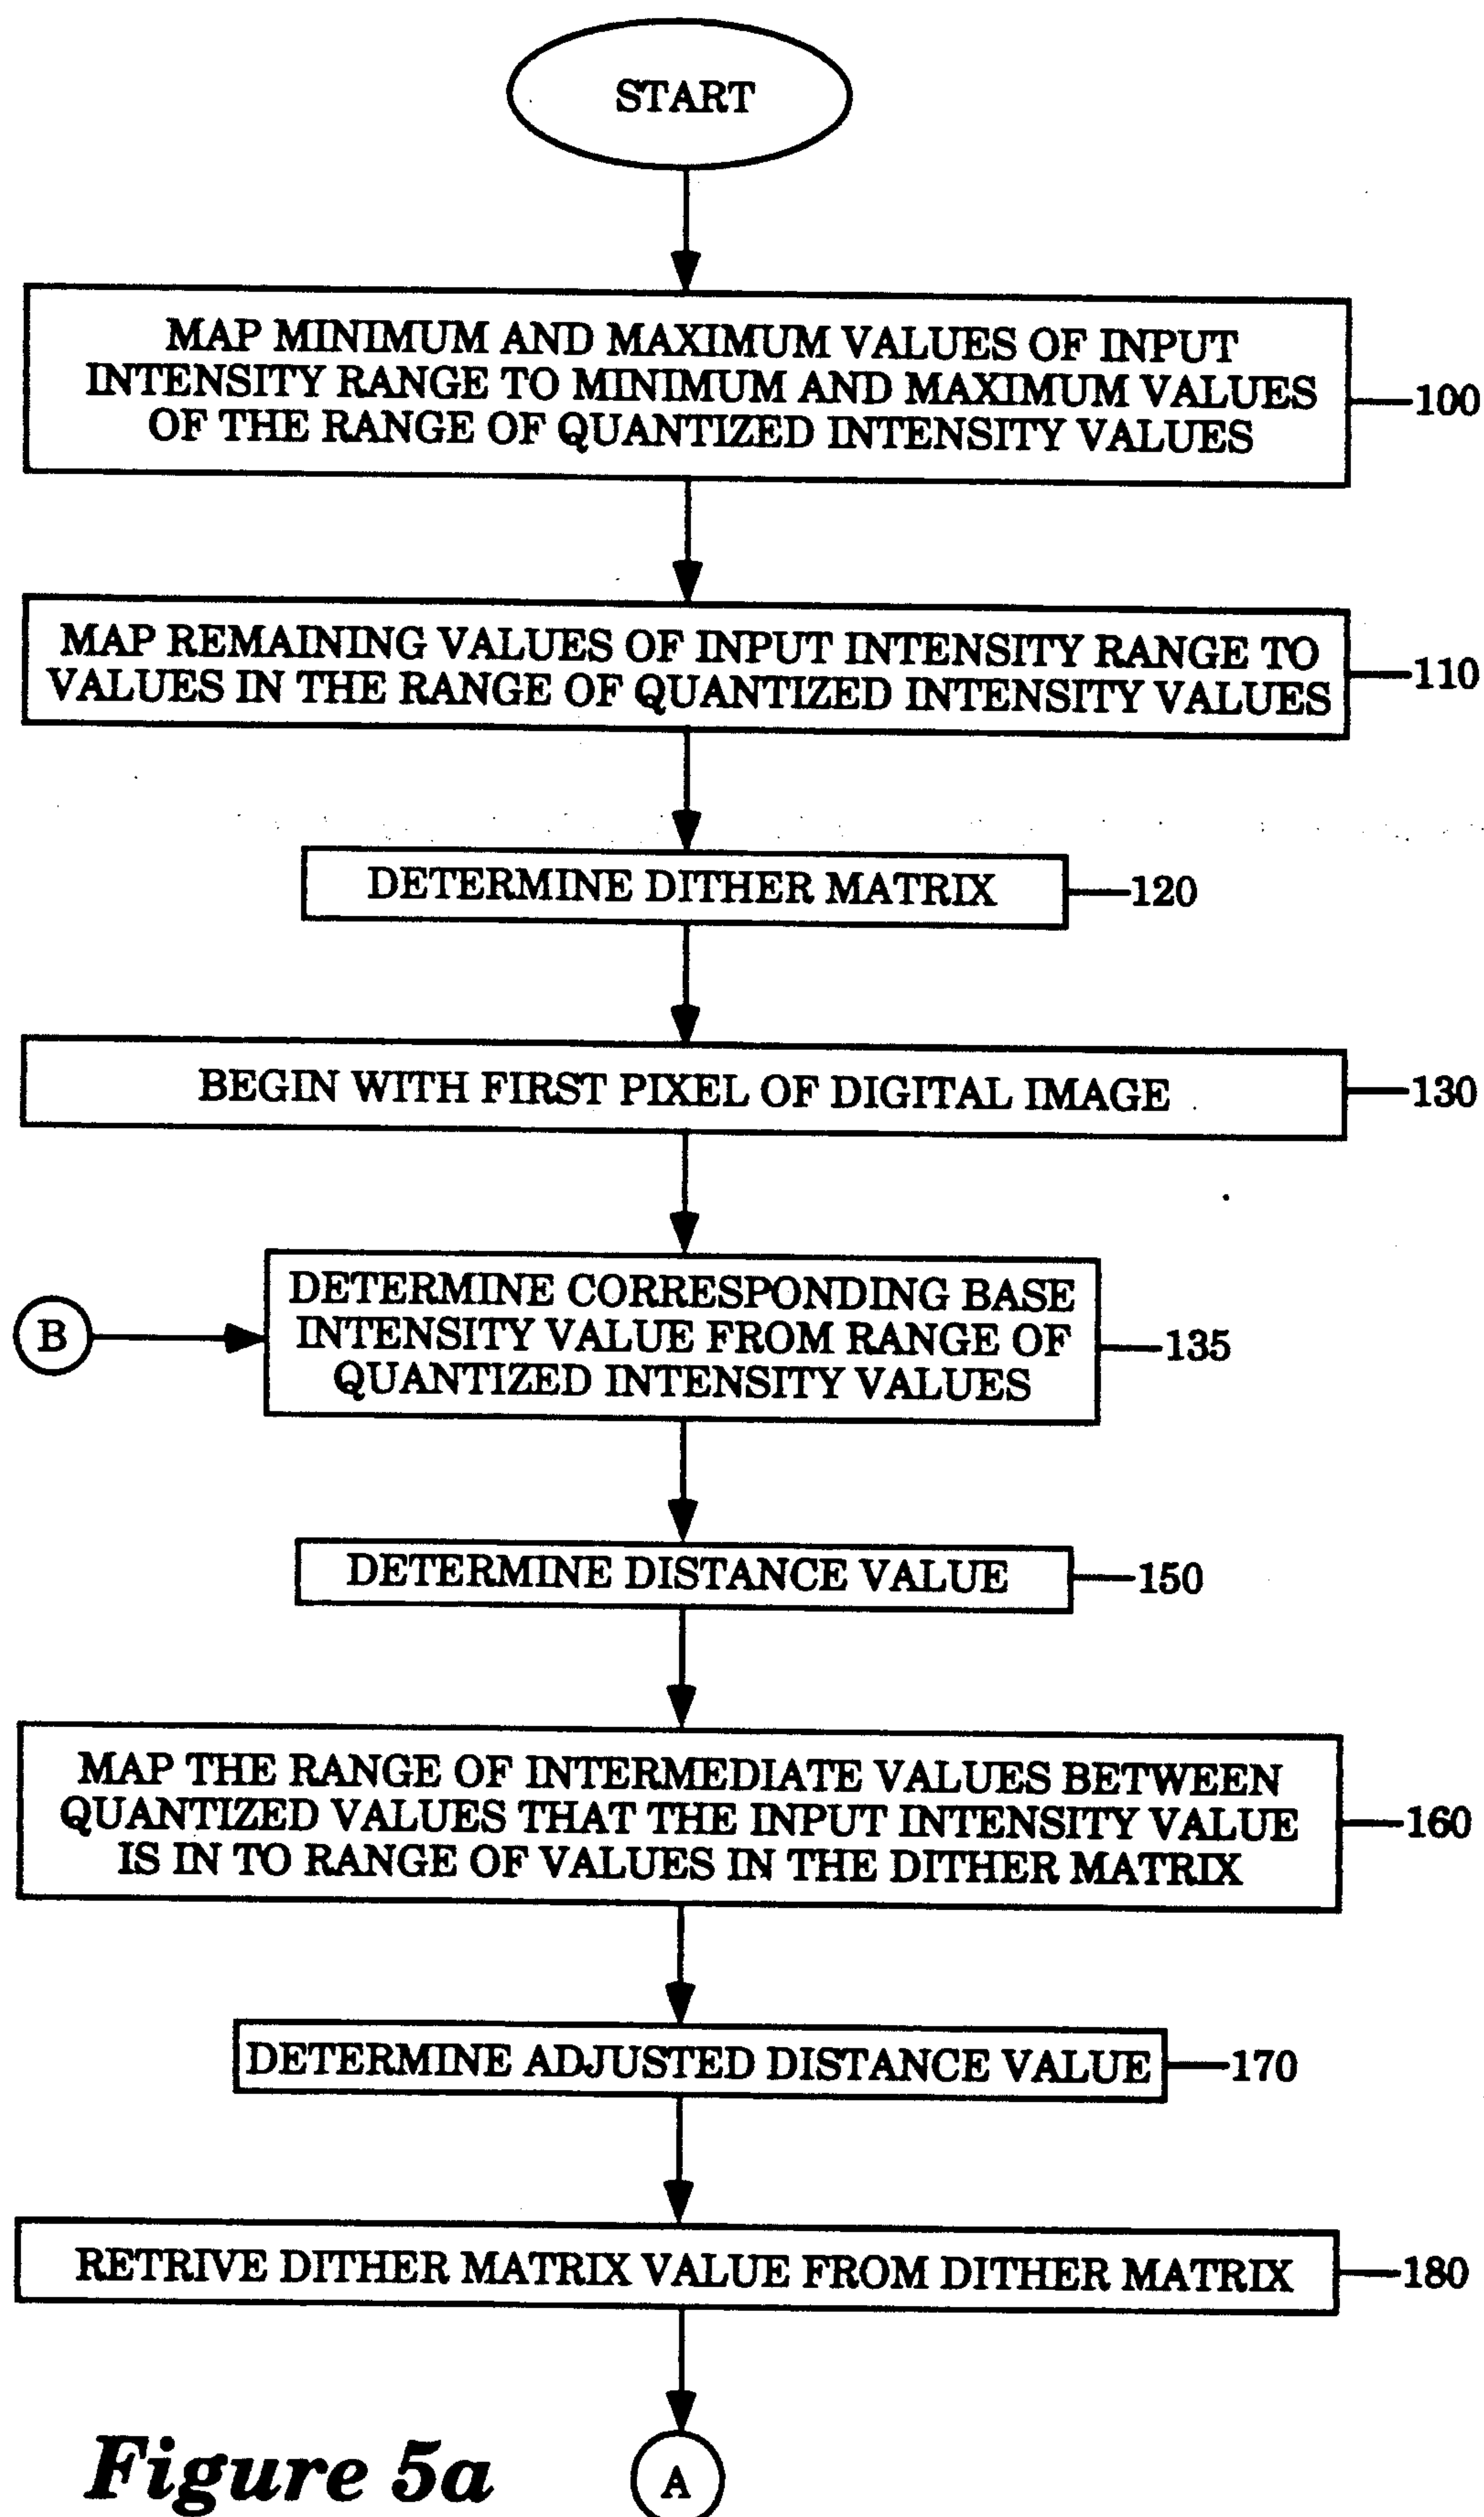 START
MAP MINIMUM AND MAXIMUM VALUES OF INPUT
INTENSITY RANGE TO MINIMUM AND MAXIMUM VALUES
OF THE RANGE OF QUANTIZED INTENSITY VALUES
100
MAP REMAINING VALUES OF INPUT INTENSITY RANGE TO
VALUES IN THE RANGE OF QUANTIZED INTENSITY VALUES
110
DETERMINE DITHER MATRIX
120
BEGIN WITH FIRST PIXEL OF DIGITAL IMAGE
130
B
DETERMINE CORRESPONDING BASE
INTENSITY VALUE FROM RANGE OF
QUANTIZED INTENSITY VALUES
135
DETERMINE DISTANCE VALUE
150
MAP THE RANGE OF INTERMEDIATE VALUES BETWEEN
QUANTIZED VALUES THAT THE INPUT INTENSITY VALUE
IS IN TO RANGE OF VALUES IN THE DITHER MATRIX
160
DETERMINE ADJUSTED DISTANCE VALUE
170
RETRIVE DITHER MATRIX VALUE FROM DITHER MATRIX
180
A
Figure 5a